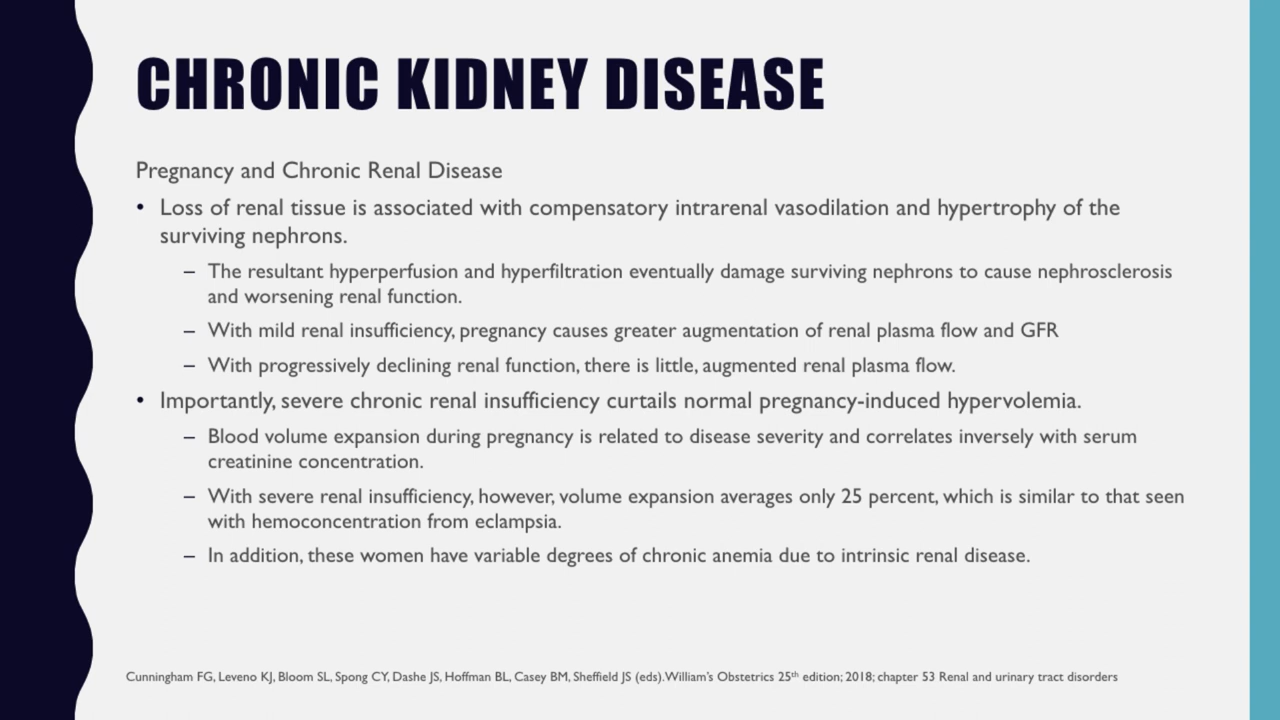 CHRONIC KIDNEY DISEASE
Pregnancy and Chronic Renal Disease
• Loss of renal tissue is associated with compensatory intrarenal vasodilation and hypertrophy of the
surviving nephrons.
– The resultant hyperperfusion and hyperfiltration eventually damage surviving nephrons to cause nephrosclerosis
and worsening renal function.
– With mild renal insufficiency, pregnancy causes greater augmentation of renal plasma flow and GFR
– With progressively declining renal function, there is little, augmented renal plasma flow.
• Importantly, severe chronic renal insufficiency curtails normal pregnancy-induced hypervolemia.
– Blood volume expansion during pregnancy is related to disease severity and correlates inversely with serum
creatinine concentration.
– With severe renal insufficiency, however, volume expansion averages only 25 percent, which is similar to that seen
with hemoconcentration from eclampsia.
– In addition, these women have variable degrees of chronic anemia due to intrinsic renal disease.
Cunningham FG, Leveno KJ, Bloom SL, Spong CY, Dashe JS, Hoffman BL, Casey BM, Sheffield JS (eds).William's Obstetrics 25th edition; 2018; chapter 53 Renal and urinary tract disorders